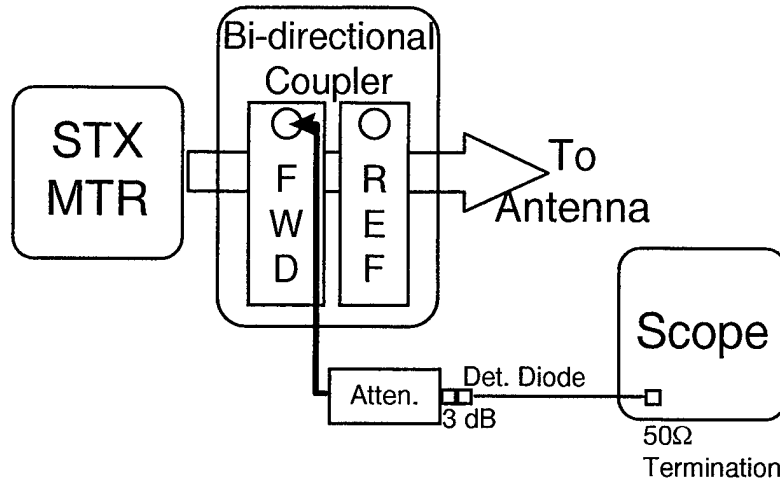 Bi-directional
Coupler
STX
MTR
F
W
D
R
E
F
To
Antenna
Scope
Atten.
3 dB
Det. Diode
50Ω
Termination